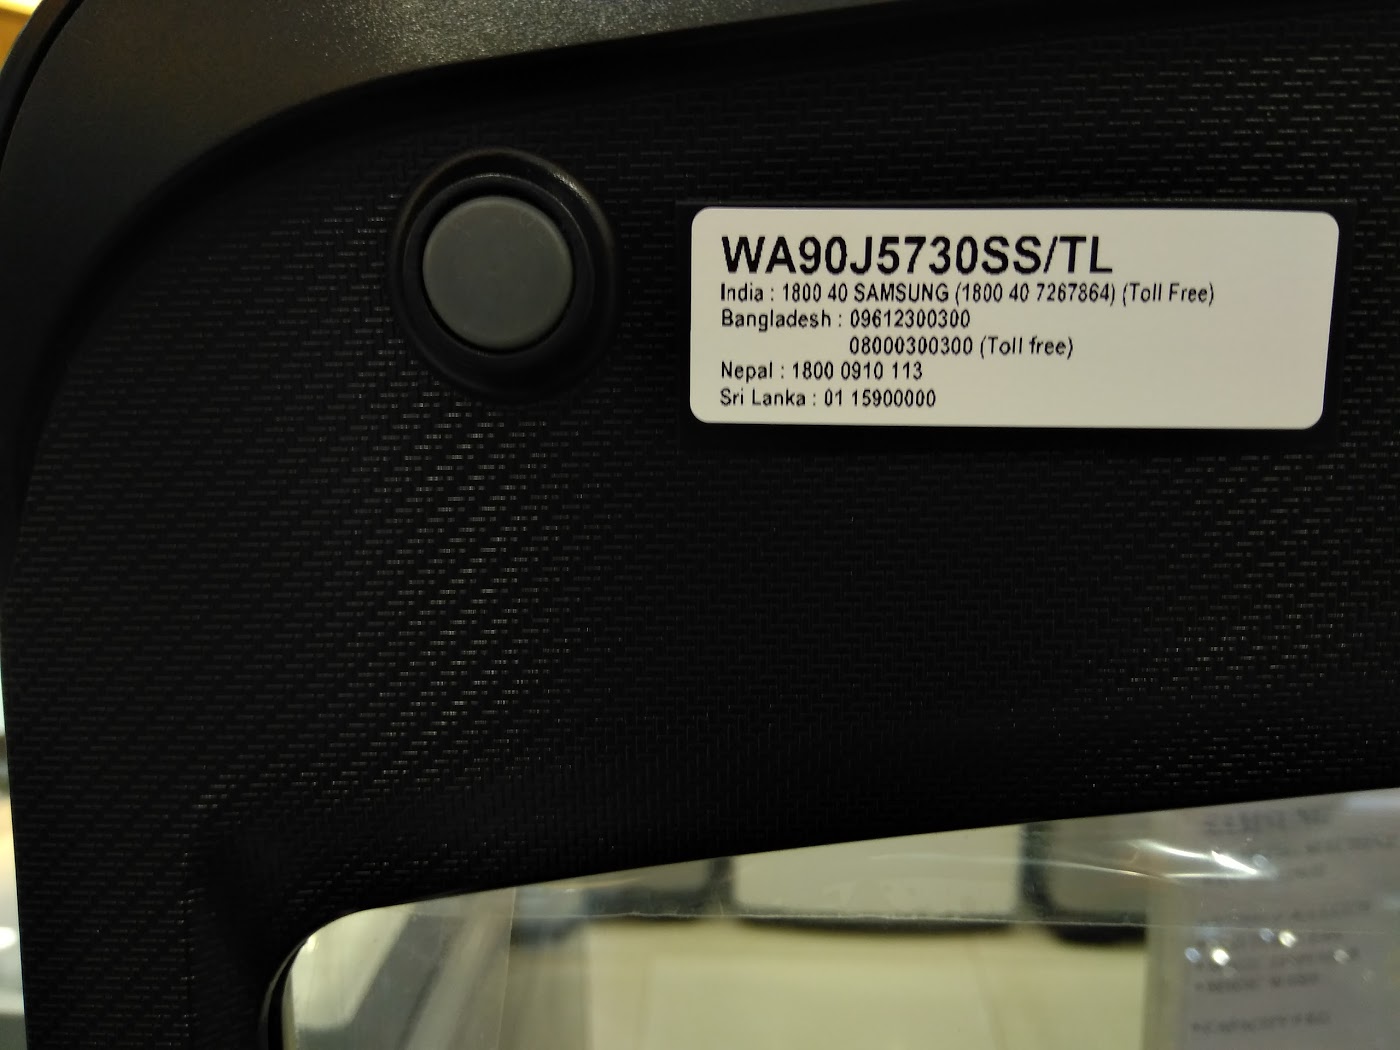 WA90J5730SS/TL
India : 1800 40 SAMSUNG (1800 40 7267864) (Toll Free)
Bangladesh : 09612300300
08000300300 (Toll free)
Nepal : 1800 0910 113
Sri Lanka : 01 15900000
SAMSUNG